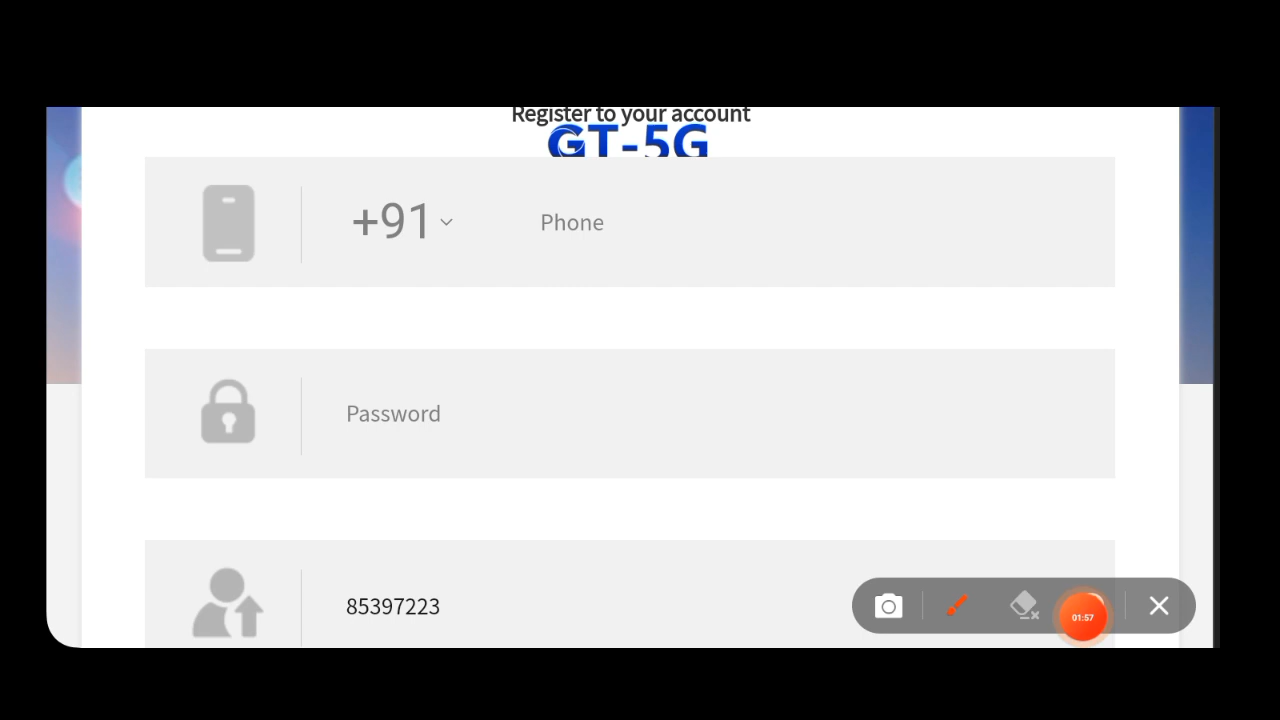 Register to your account
GT-5G
+91 Phone
Password
85397223
01:57